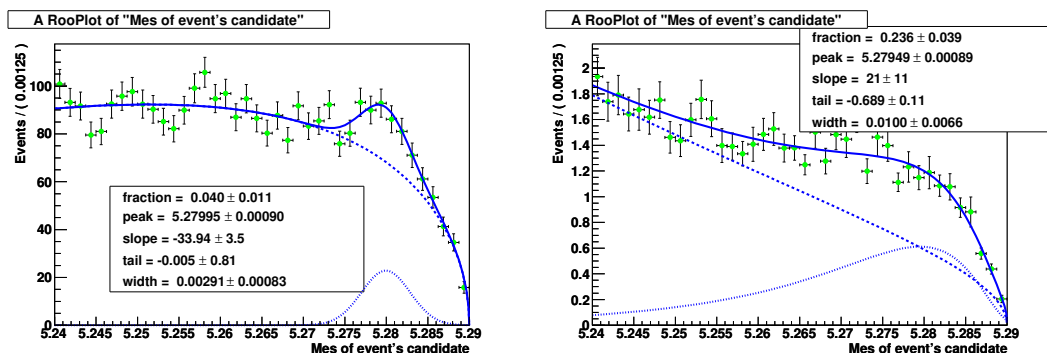 A RooPlot of "Mes of event's candidate"
Events / ( 0.00125 )
100
80
60
40
20
0
fraction = 0.040 ± 0.011
peak = 5.27995 ± 0.00090
slope = -33.94 ± 3.5
tail = -0.005 ± 0.81
width = 0.00291 ± 0.00083
5.24 5.245 5.25 5.255 5.26 5.265 5.27 5.275 5.28 5.285 5.29
Mes of event's candidate
A RooPlot of "Mes of event's candidate"
Events / ( 0.00125 )
2
1.8
1.6
1.4
1.2
1
0.8
0.6
0.4
0.2
0
fraction = 0.236 ± 0.039
peak = 5.27949 ± 0.00089
slope = 21 ± 11
tail = -0.689 ± 0.11
width = 0.0100 ± 0.0066
5.24 5.245 5.25 5.255 5.26 5.265 5.27 5.275 5.28 5.285 5.29
Mes of event's candidate